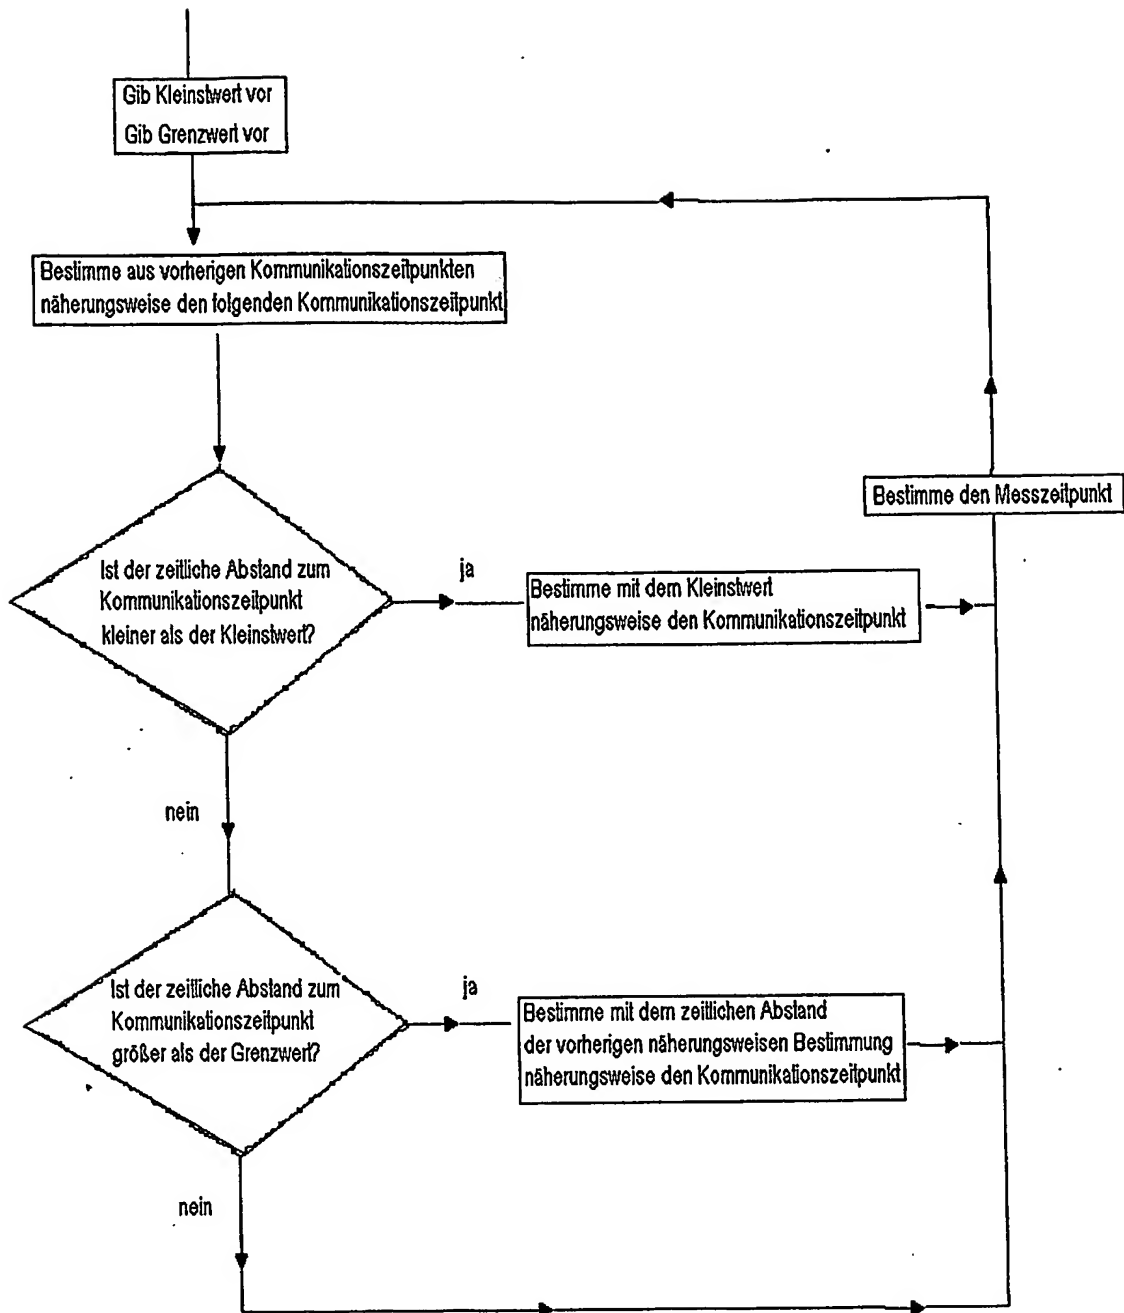 Gib Kleinstwert vor
Gib Grenzwert vor
Bestimme aus vorherigen Kommunikationszeitpunkten
näherungsweise den folgenden Kommunikationszeitpunkt
Bestimme den Messzeitpunkt
Ist der zeitliche Abstand zum
Kommunikationszeitpunkt
kleiner als der Kleinstwert?
ja
Bestimme mit dem Kleinstwert
näherungsweise den Kommunikationszeitpunkt
nein
Ist der zeitliche Abstand zum
Kommunikationszeitpunkt
größer als der Grenzwert?
ja
Bestimme mit dem zeitlichen Abstand
der vorherigen näherungsweisen Bestimmung
näherungsweise den Kommunikationszeitpunkt
nein